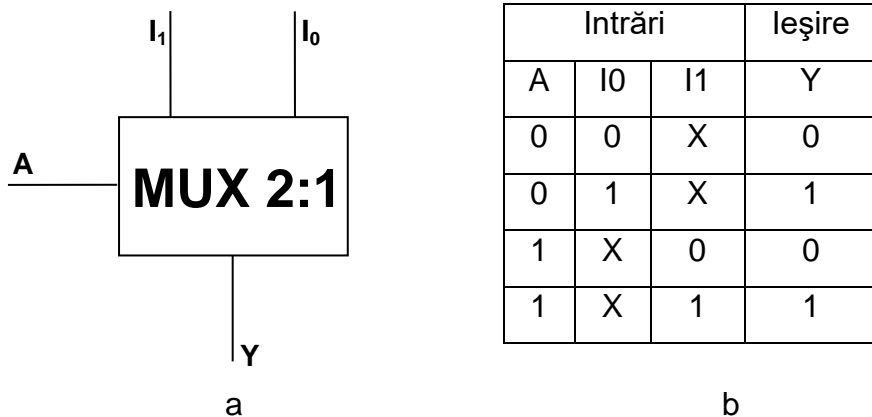 I₁ I₀
A
MUX 2:1
Y
a
Intrări Ieşire
A I0 I1 Y
0 0 X 0
0 1 X 1
1 X 0 0
1 X 1 1
b